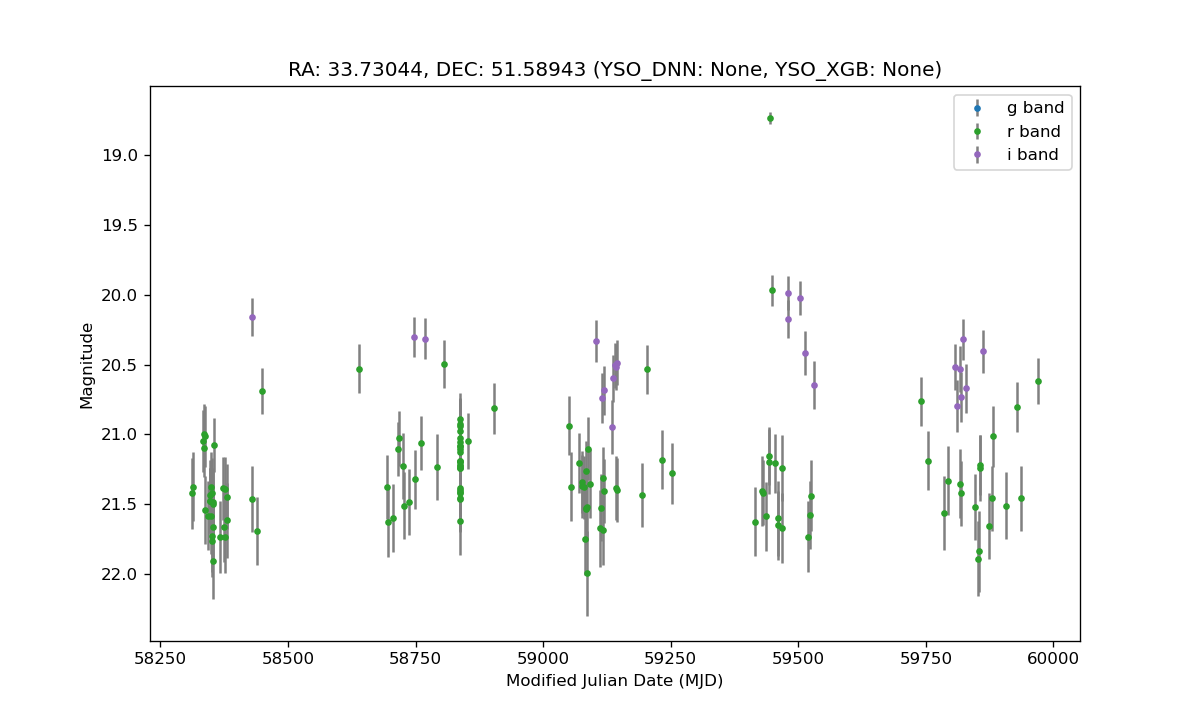 RA: 33.73044, DEC: 51.58943 (YSO_DNN: None, YSO_XGB: None)
g band
r band
i band
19.0
19.5
20.0
20.5
21.0
21.5
22.0
Magnitude
58250 58500 58750 59000 59250 59500 59750 60000
Modified Julian Date (MJD)